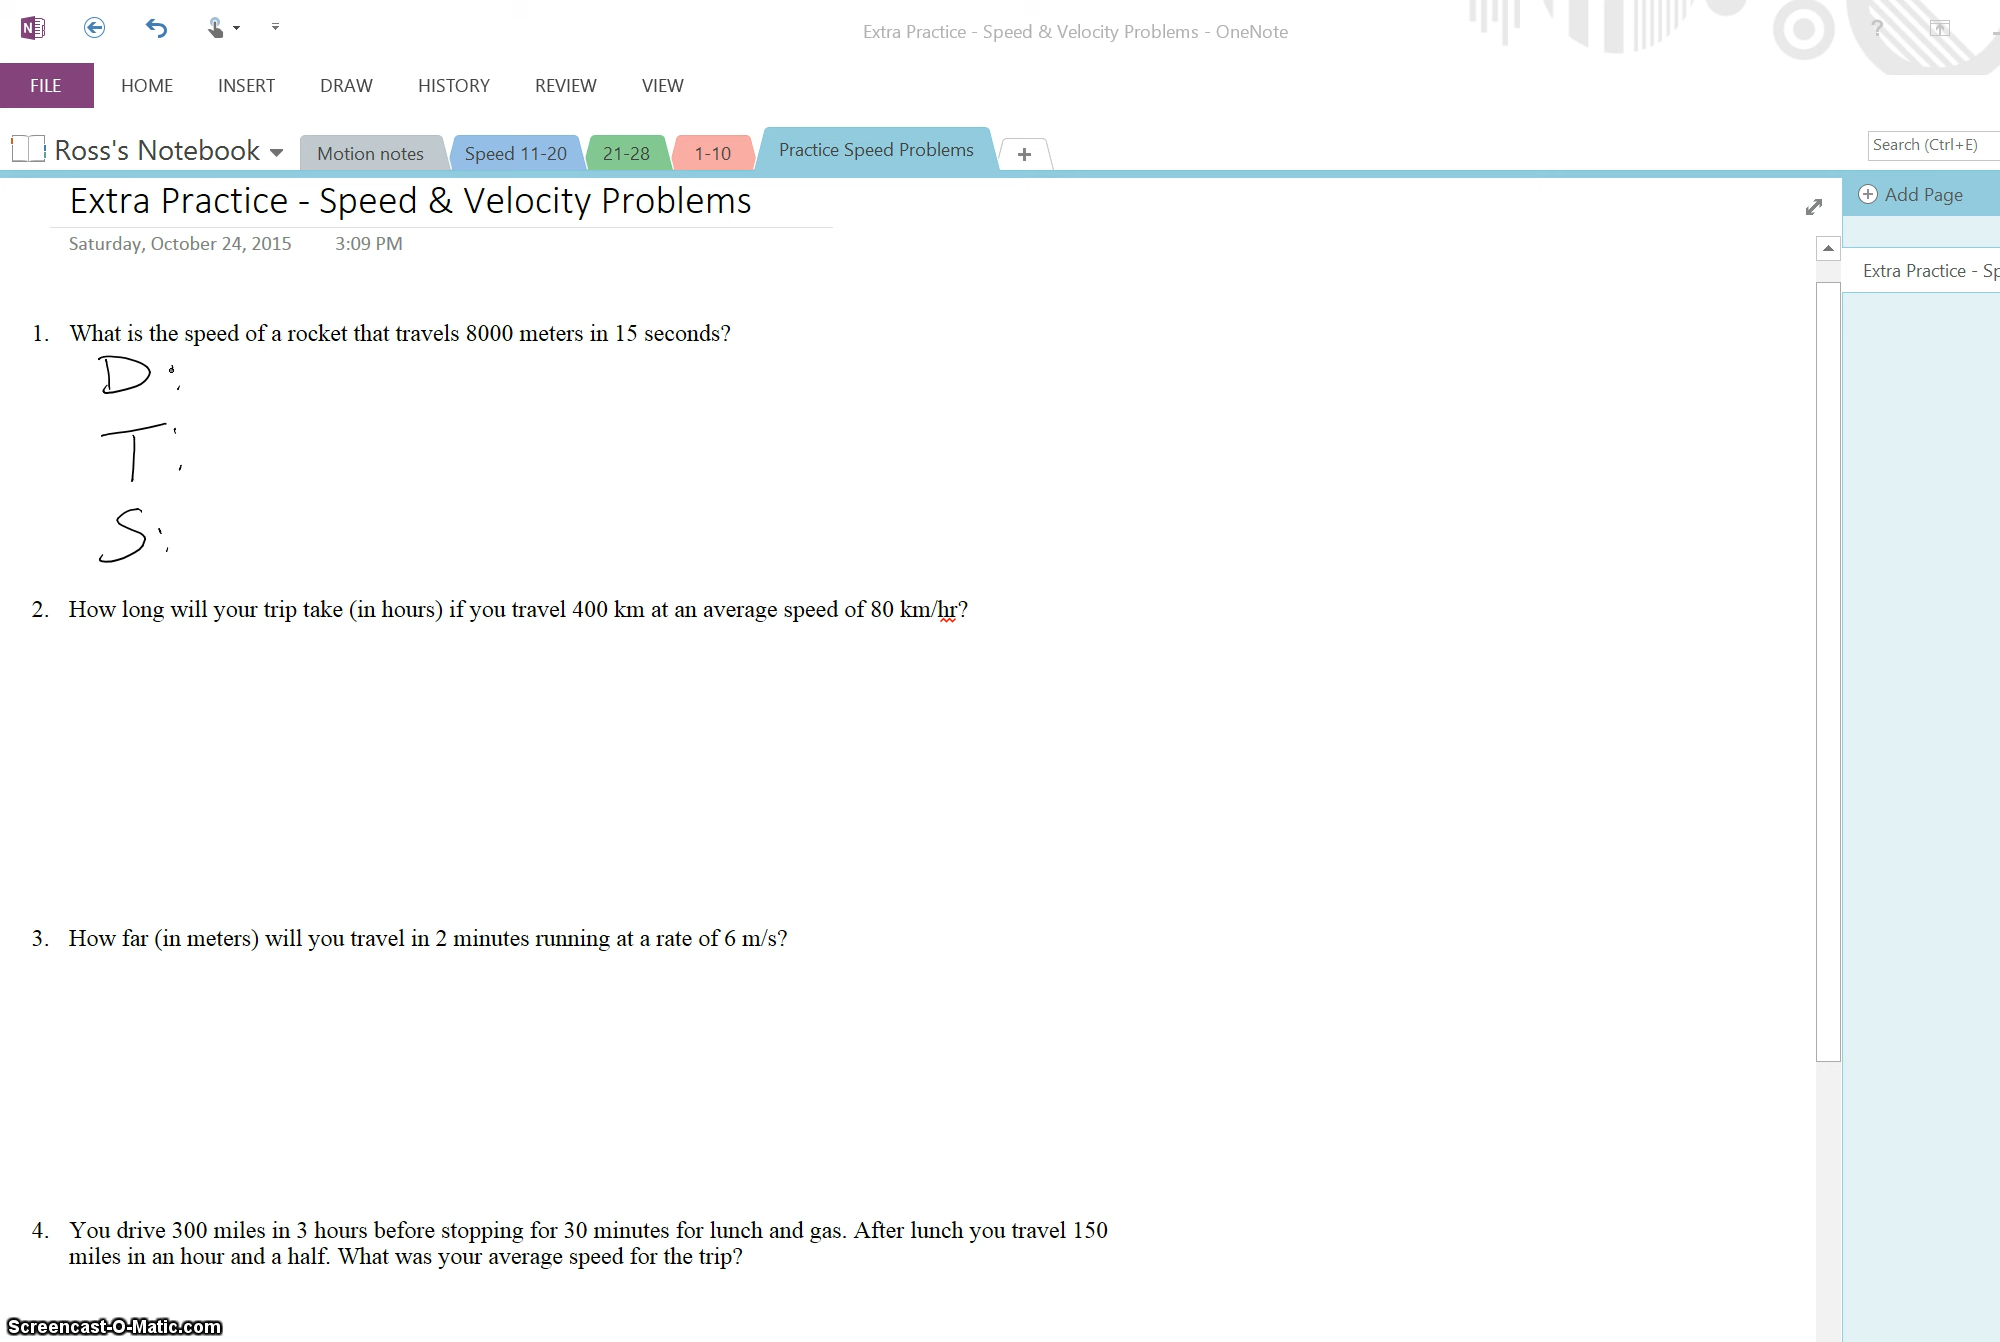 Extra Practice - Speed & Velocity Problems - OneNote
FILE HOME INSERT DRAW HISTORY REVIEW VIEW
Ross's Notebook Motion notes Speed 11-20 21-28 1-10 Practice Speed Problems + Search (Ctrl+E)
Extra Practice - Speed & Velocity Problems
Add Page
Saturday, October 24, 2015 3:09 PM
Extra Practice - Sp
1. What is the speed of a rocket that travels 8000 meters in 15 seconds?
D:
T:
S:
2. How long will your trip take (in hours) if you travel 400 km at an average speed of 80 km/hr?
3. How far (in meters) will you travel in 2 minutes running at a rate of 6 m/s?
4. You drive 300 miles in 3 hours before stopping for 30 minutes for lunch and gas. After lunch you travel 150
miles in an hour and a half. What was your average speed for the trip?
Screencast-O-Matic.com